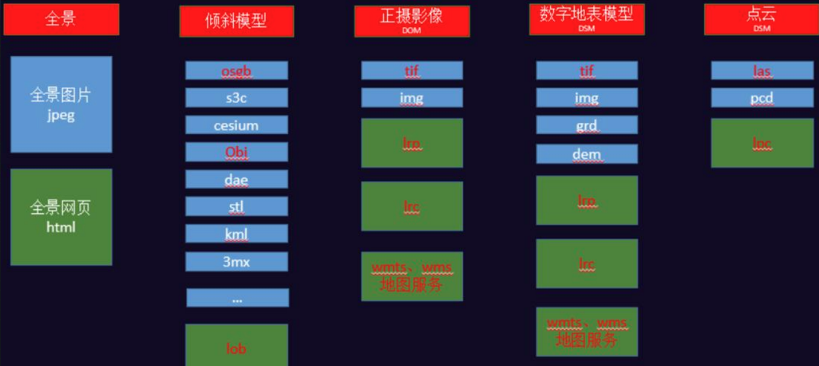 全景
全景图片
jpeg
全景网页
html
倾斜模型
osgb
s3c
cesium
Obj
dae
stl
kml
3mx
...
lob
正摄影像
DOM
tif
img
lrp
lrc
wmts、wms
地图服务
数字地表模型
DSM
tif
img
grd
dem
lrp
lrc
wmts、wms
地图服务
点云
DSM
las
pcd
lpc